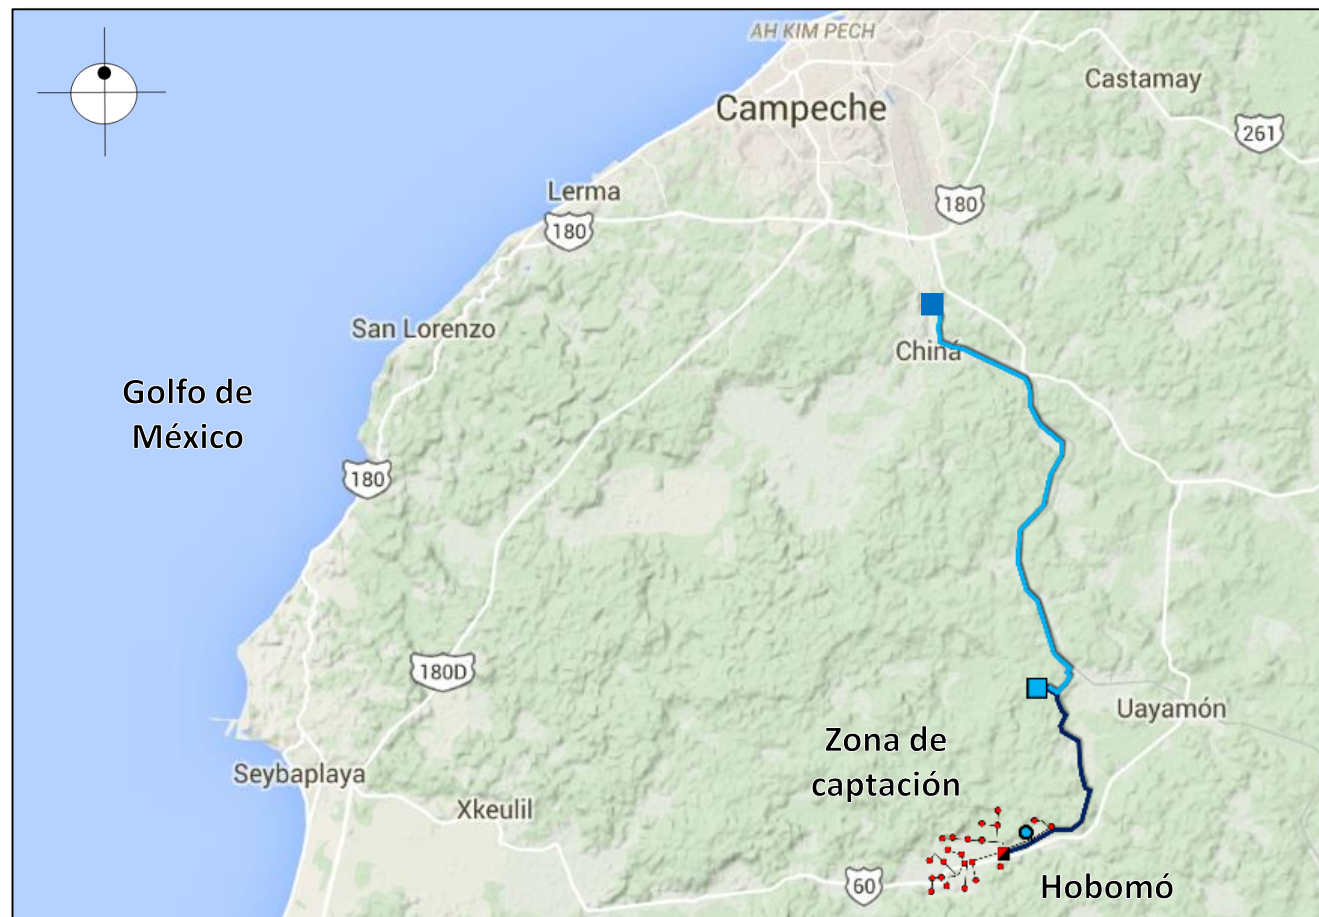 AH KIM PECH
Castamay
Campeche
261
Lerma
180
180
San Lorenzo
Chiná
Golfo de
México
180
180D
Uayamón
Zona de
captación
Seybaplaya
Xkeulil
60
Hobomó